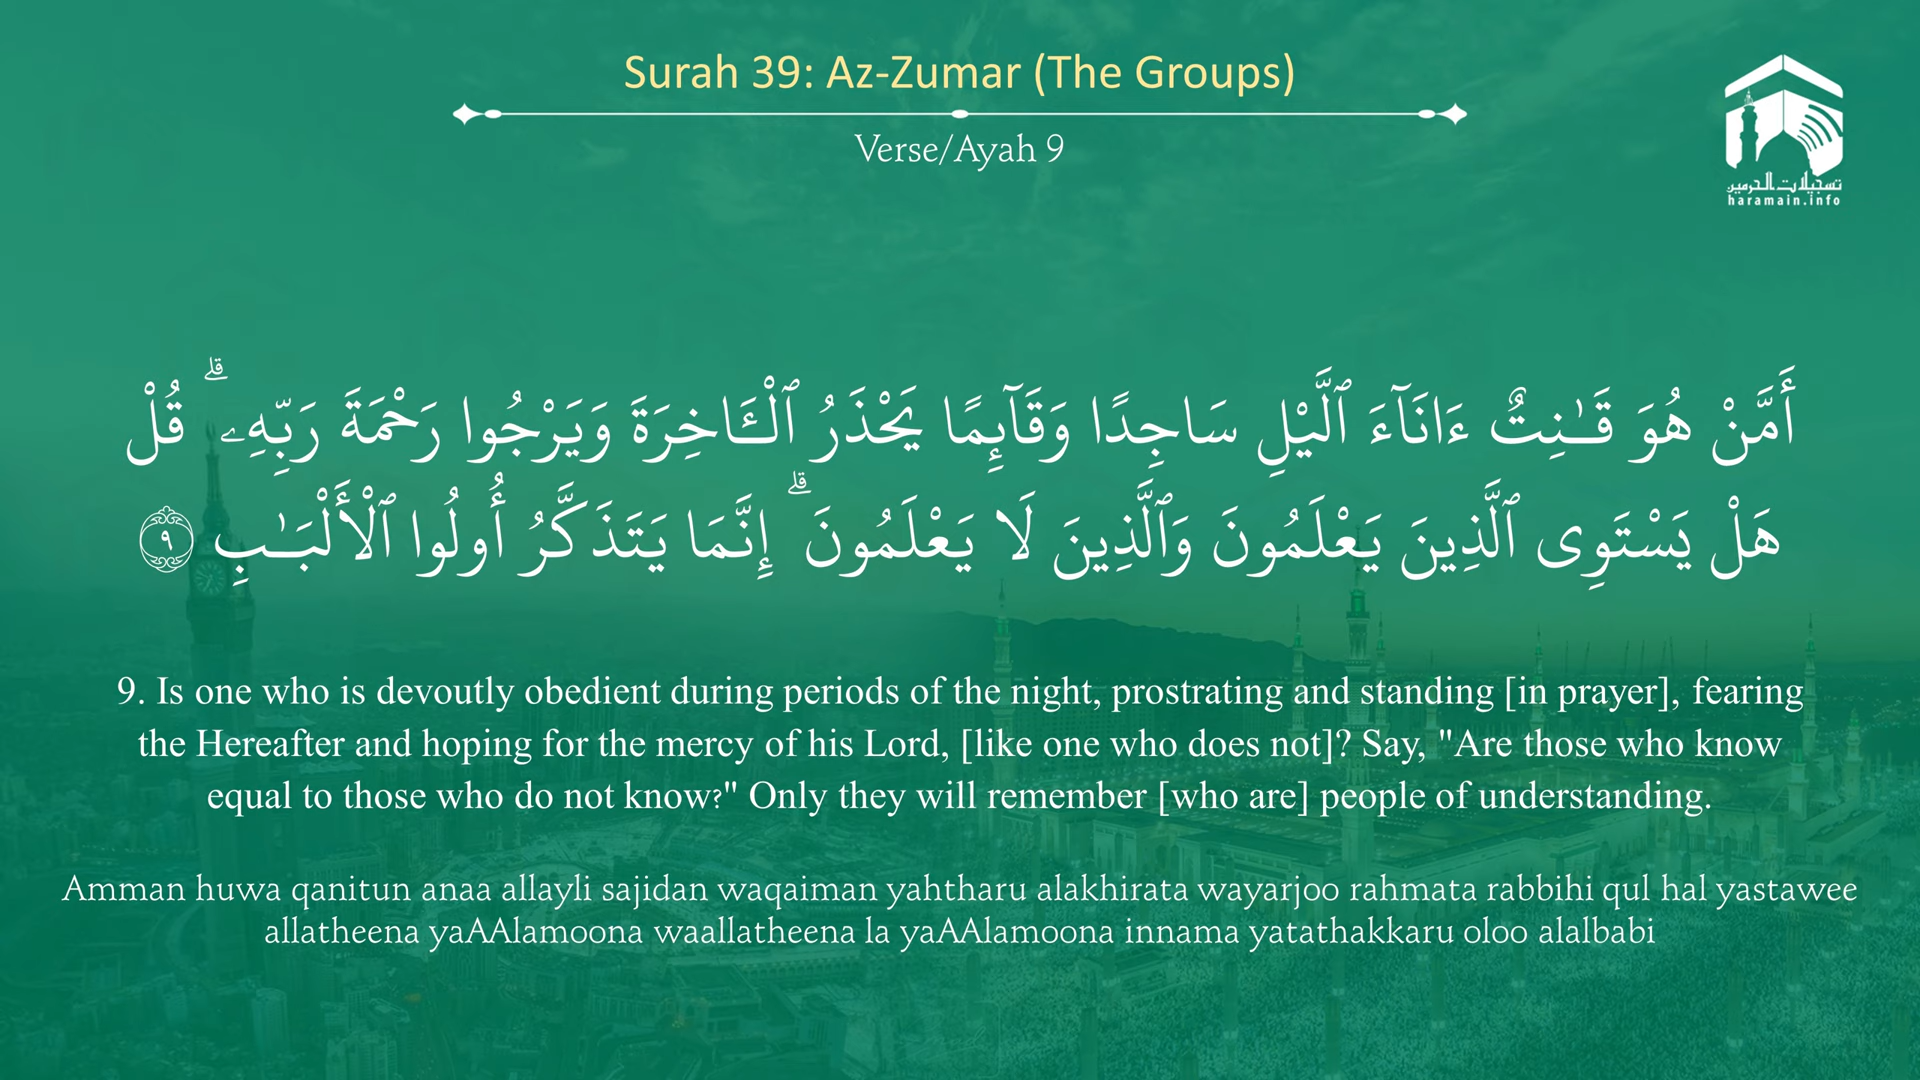 Surah 39: Az-Zumar (The Groups)
Verse/Ayah 9
تسجيلات الحرمين
haramain.info
أَمَّنْ هُوَ قَـٰنِتٌ ءَانَآءَ ٱلَّيْلِ سَاجِدًا وَقَآئِمًا يَحْذَرُ ٱلْـَٔاخِرَةَ وَيَرْجُوا رَحْمَةَ رَبِّهِۦ ۗ قُلْ
هَلْ يَسْتَوِى ٱلَّذِينَ يَعْلَمُونَ وَٱلَّذِينَ لَا يَعْلَمُونَ ۗ إِنَّمَا يَتَذَكَّرُ أُولُوا ٱلْأَلْبَـٰبِ ٩
9. Is one who is devoutly obedient during periods of the night, prostrating and standing [in prayer], fearing
the Hereafter and hoping for the mercy of his Lord, [like one who does not]? Say, "Are those who know
equal to those who do not know?" Only they will remember [who are] people of understanding.
Amman huwa qanitun anaa allayli sajidan waqaiman yahtharu alakhirata wayarjoo rahmata rabbihi qul hal yastawee
allatheena yaAAlamoona waallatheena la yaAAlamoona innama yatathakkaru oloo alalbabi